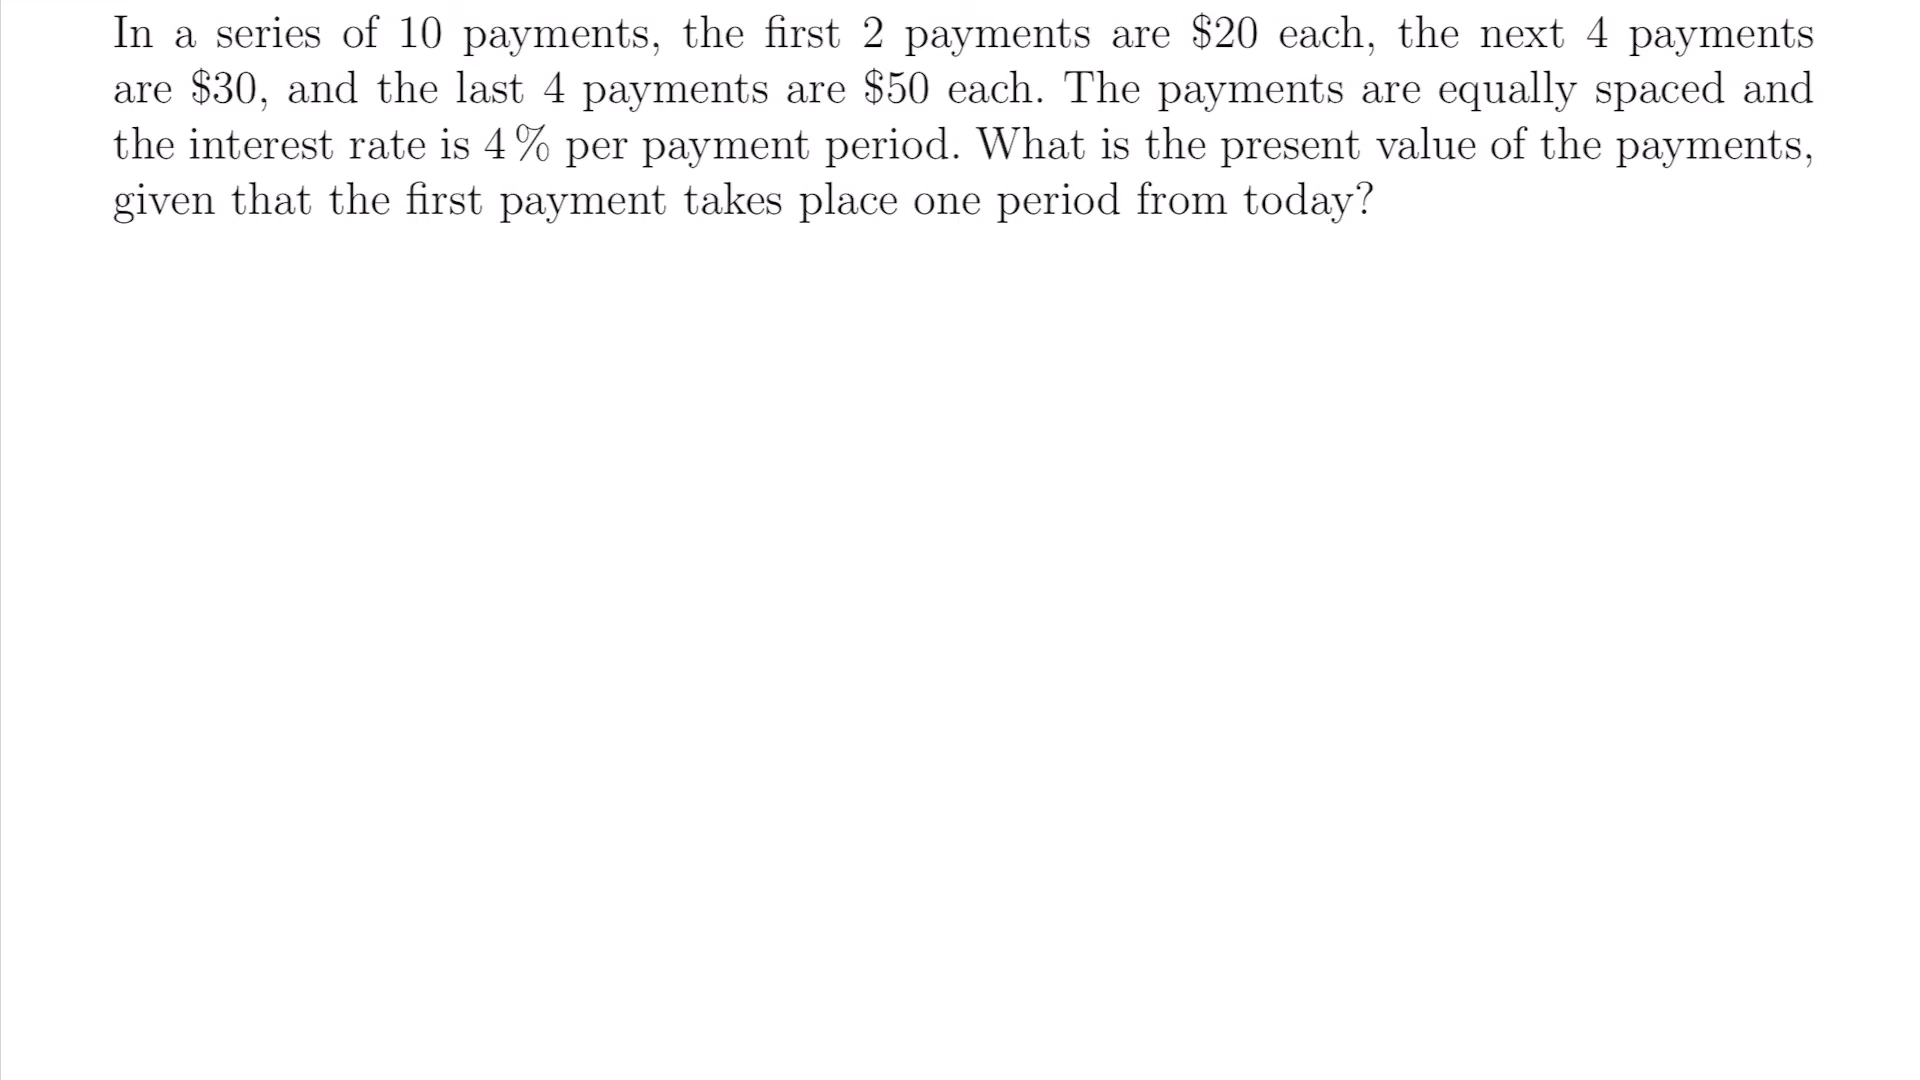 In a series of 10 payments, the first 2 payments are $20 each, the next 4 payments
are $30, and the last 4 payments are $50 each. The payments are equally spaced and
the interest rate is 4 % per payment period. What is the present value of the payments,
given that the first payment takes place one period from today?